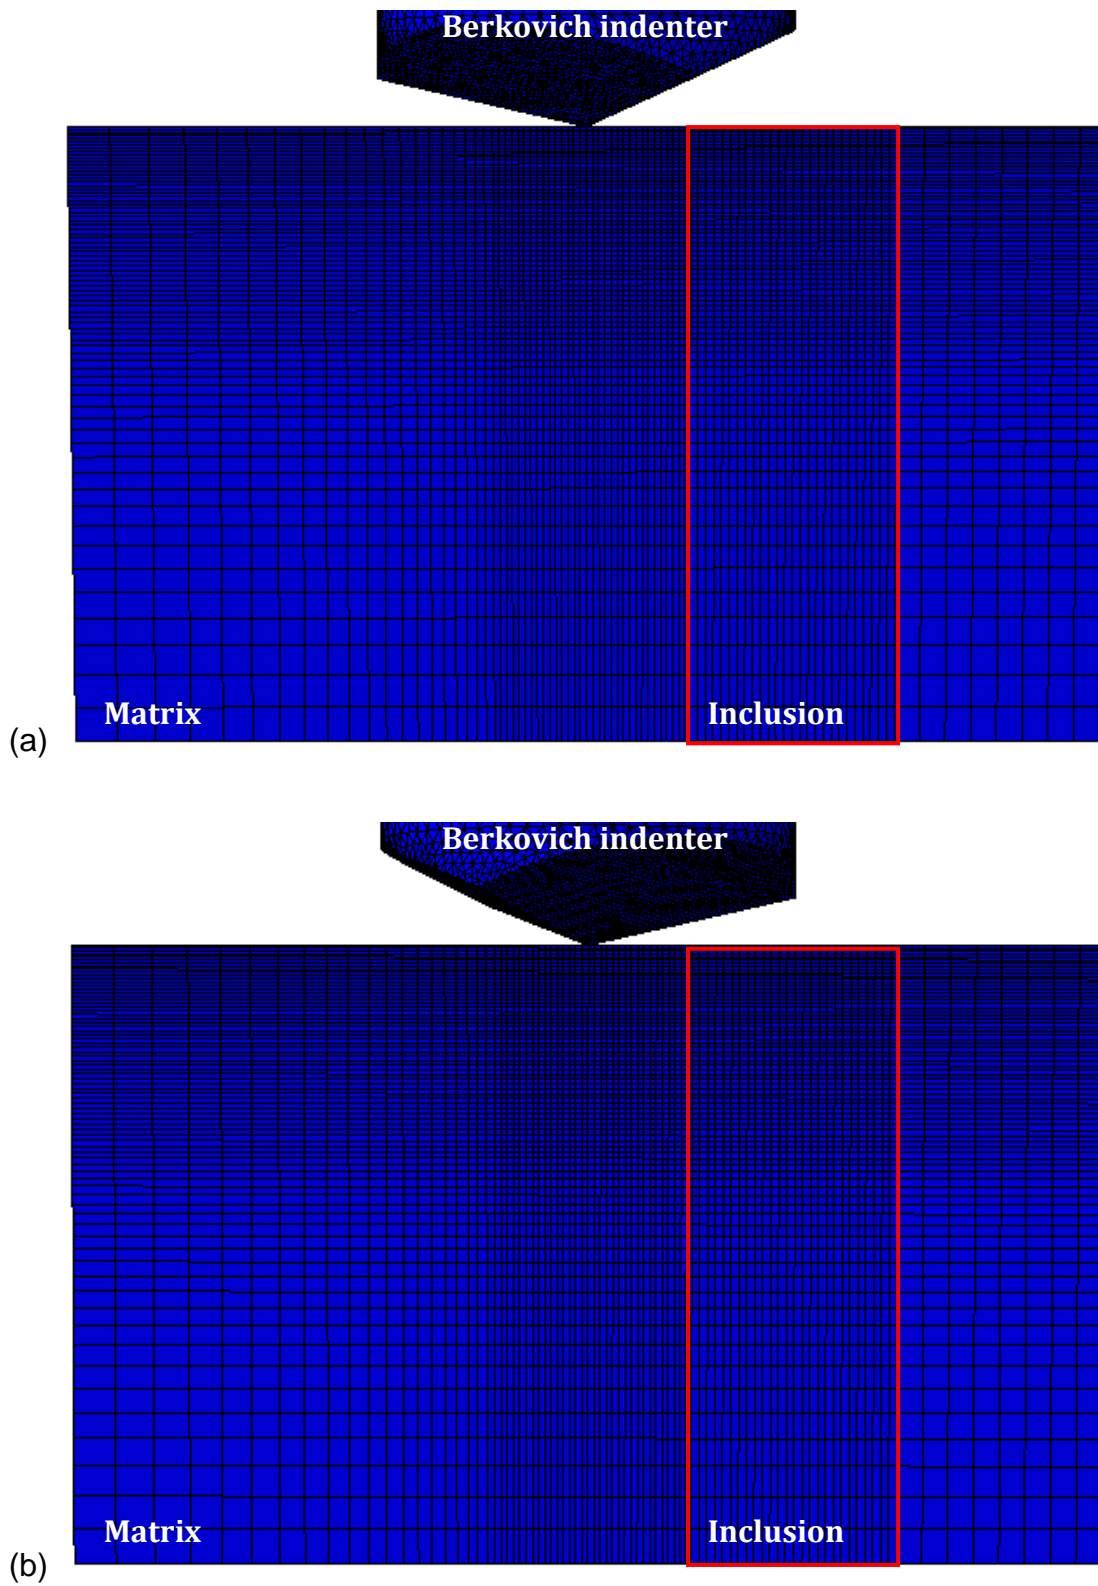 Berkovich indenter
Matrix
Inclusion
(a)
Berkovich indenter
Matrix
Inclusion
(b)